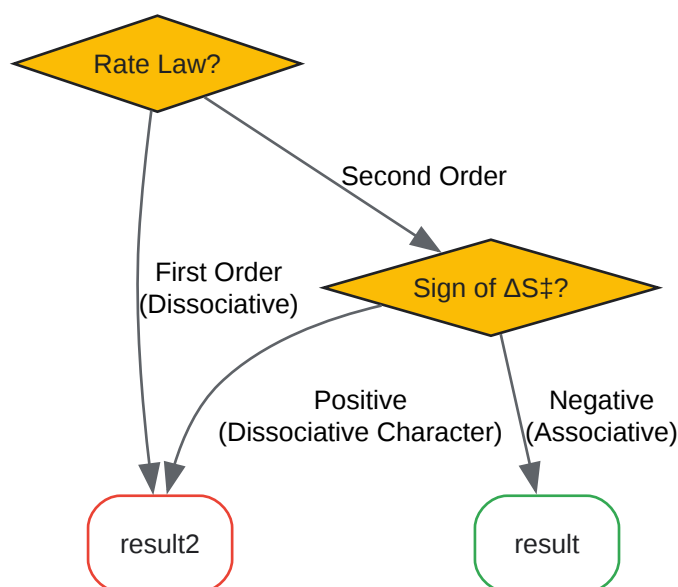 Rate Law?
Second Order
First Order
(Dissociative)
Sign of ΔS‡?
Positive
(Dissociative Character)
Negative
(Associative)
result2
result